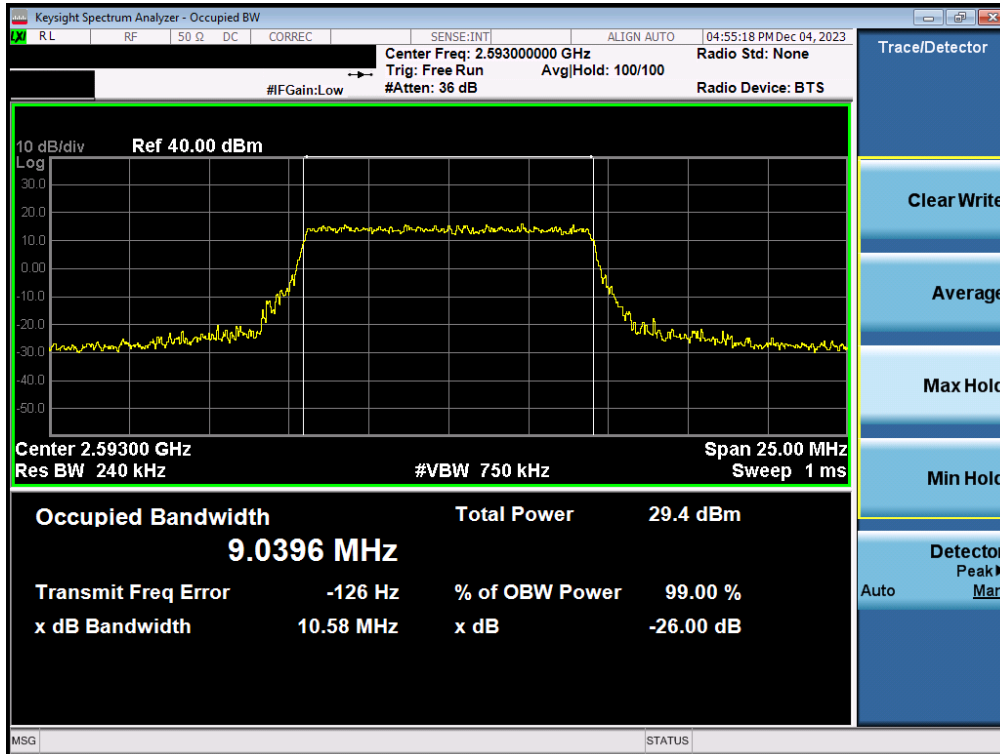 Keysight Spectrum Analyzer - Occupied BW
LXI RL RF 50 Ω DC CORREC SENSE:INT ALIGN AUTO 04:55:18 PM Dec 04, 2023
Center Freq: 2.593000000 GHz Radio Std: None
Trig: Free Run Avg|Hold: 100/100
#IFGain:Low #Atten: 36 dB Radio Device: BTS
10 dB/div Ref 40.00 dBm
Log
30.0
20.0
10.0
0.00
-10.0
-20.0
-30.0
-40.0
-50.0
Center 2.59300 GHz Span 25.00 MHz
Res BW 240 kHz #VBW 750 kHz Sweep 1 ms
Occupied Bandwidth Total Power 29.4 dBm
9.0396 MHz
Transmit Freq Error -126 Hz % of OBW Power 99.00 %
x dB Bandwidth 10.58 MHz x dB -26.00 dB
MSG STATUS
Trace/Detector
Clear Write
Average
Max Hold
Min Hold
Detector
Peak
Auto Man